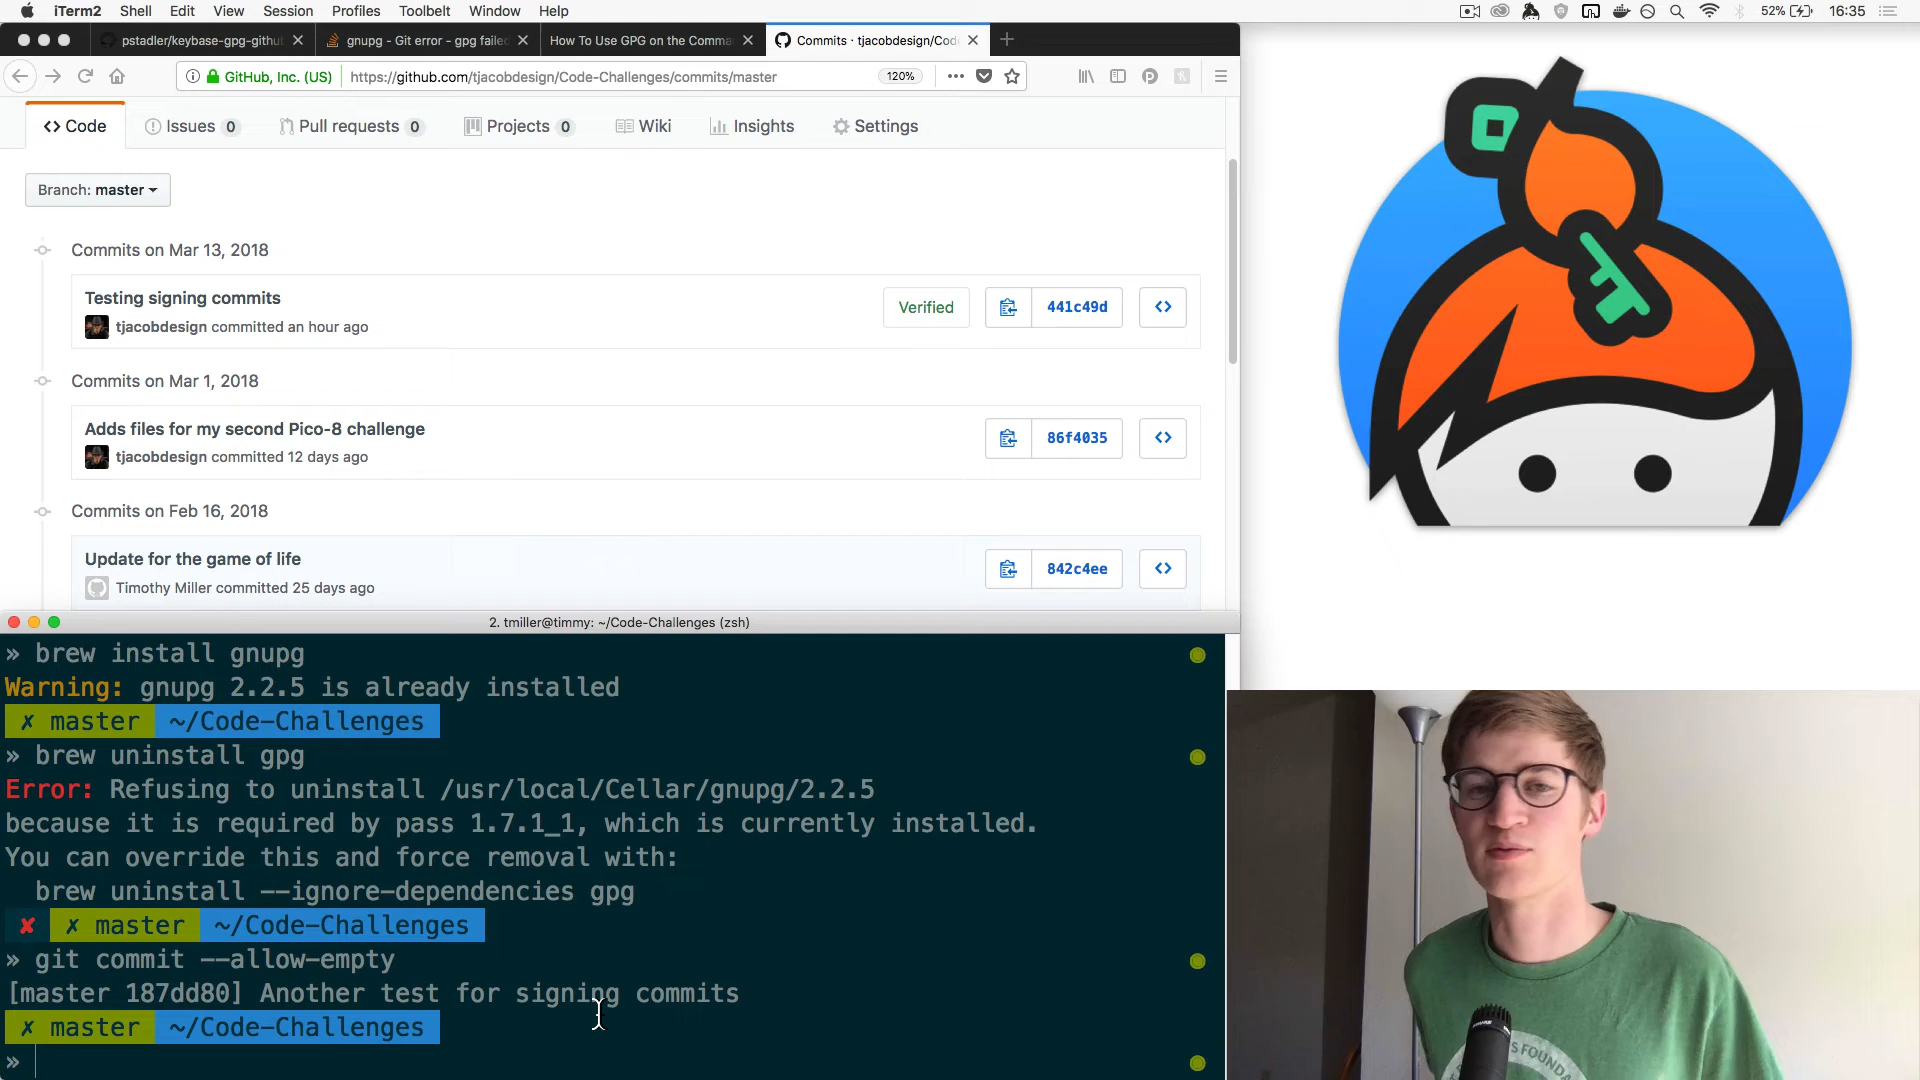 iTerm2 Shell Edit View Session Profiles Toolbelt Window Help
52% 16:35
pstadler/keybase-gpg-githu
gnupg - Git error - gpg failed
How To Use GPG on the Comma
Commits · tjacobdesign/Code
GitHub, Inc. (US) https://github.com/tjacobdesign/Code-Challenges/commits/master 120%
Code Issues 0 Pull requests 0 Projects 0 Wiki Insights Settings
Branch: master
Commits on Mar 13, 2018
Testing signing commits
tjacobdesign committed an hour ago
Verified 441c49d
Commits on Mar 1, 2018
Adds files for my second Pico-8 challenge
tjacobdesign committed 12 days ago
86f4035
Commits on Feb 16, 2018
Update for the game of life
Timothy Miller committed 25 days ago
842c4ee
2. tmiller@timmy: ~/Code-Challenges (zsh)
» brew install gnupg
Warning: gnupg 2.2.5 is already installed
✗ master ~/Code-Challenges
» brew uninstall gpg
Error: Refusing to uninstall /usr/local/Cellar/gnupg/2.2.5
because it is required by pass 1.7.1_1, which is currently installed.
You can override this and force removal with:
brew uninstall --ignore-dependencies gpg
✘ ✗ master ~/Code-Challenges
» git commit --allow-empty
[master 187dd80] Another test for signing commits
✗ master ~/Code-Challenges
»